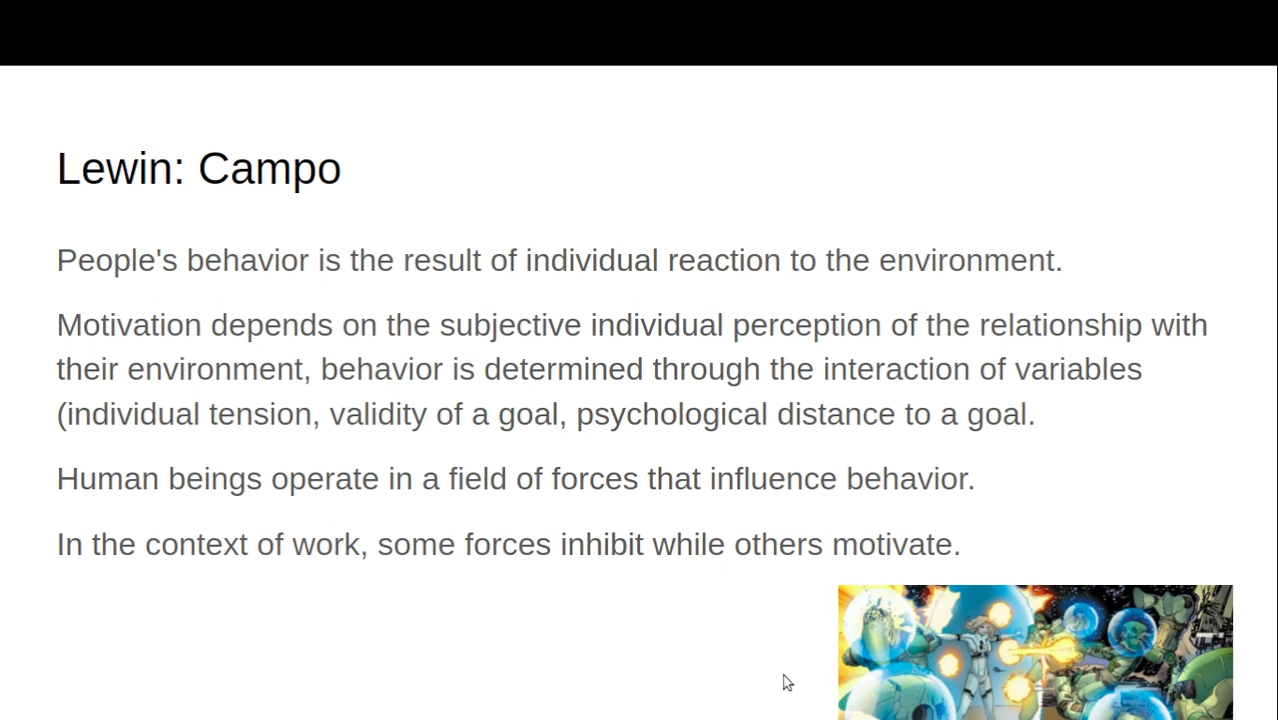 Lewin: Campo
People's behavior is the result of individual reaction to the environment.
Motivation depends on the subjective individual perception of the relationship with
their environment, behavior is determined through the interaction of variables
(individual tension, validity of a goal, psychological distance to a goal.
Human beings operate in a field of forces that influence behavior.
In the context of work, some forces inhibit while others motivate.